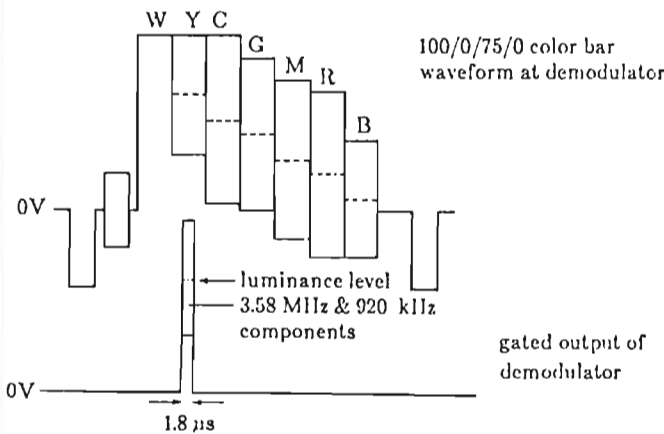 W Y C
G
M
R
B
100/0/75/0 color bar
waveform at demodulator
0V
luminance level
3.58 MHz & 920 kHz
components
gated output of
demodulator
0V
1.8 µs